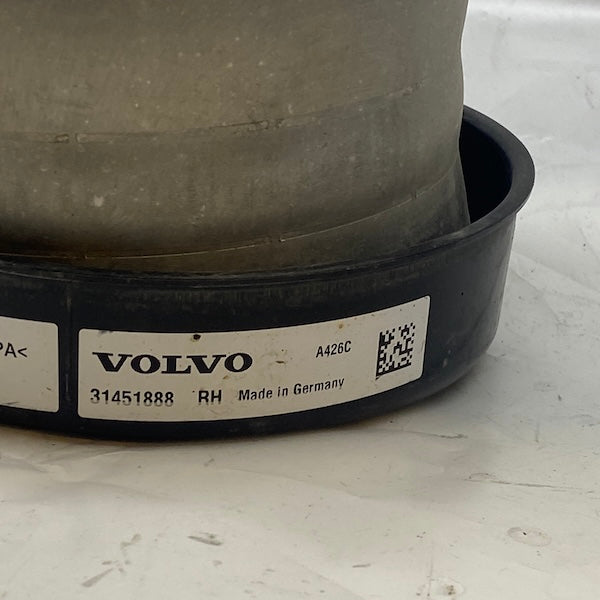 PA<
VOLVO A426C
31451888 RH Made in Germany